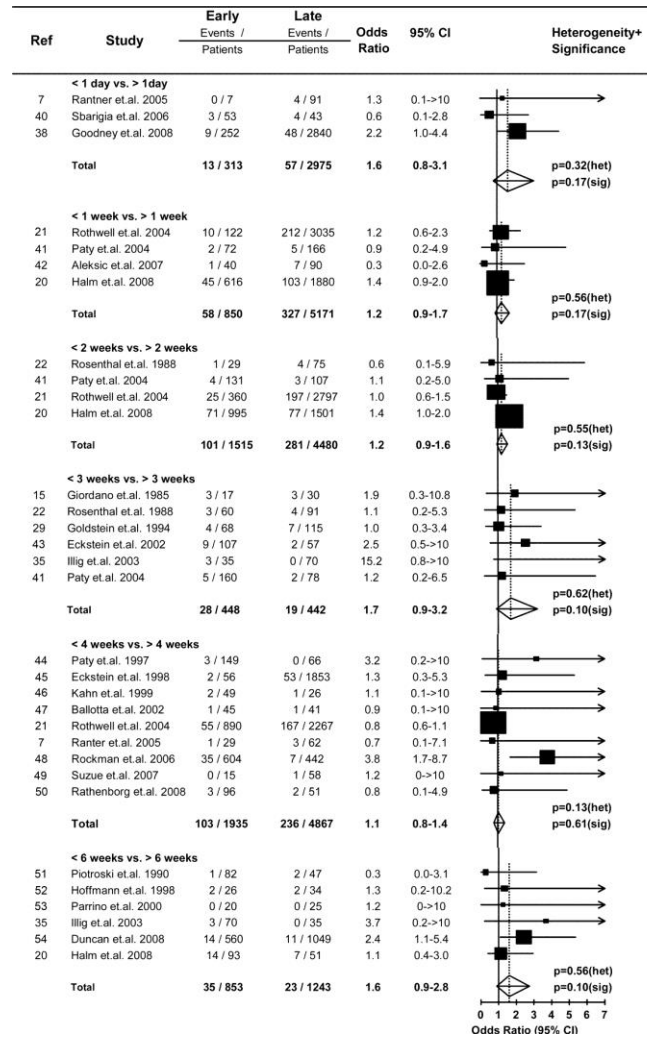 Ref Study Early Late Odds Ratio 95% CI Heterogeneity+ Significance
Events / Patients Events / Patients
< 1 day vs. > 1day
7 Rantner et.al. 2005 0 / 7 4 / 91 1.3 0.1->10
40 Sbarigia et.al. 2006 3 / 53 4 / 43 0.6 0.1-2.8
38 Goodney et.al. 2008 9 / 252 48 / 2840 2.2 1.0-4.4
Total 13 / 313 57 / 2975 1.6 0.8-3.1 p=0.32(het)
p=0.17(sig)
< 1 week vs. > 1 week
21 Rothwell et.al. 2004 10 / 122 212 / 3035 1.2 0.6-2.3
41 Paty et.al. 2004 2 / 72 5 / 166 0.9 0.2-4.9
42 Aleksic et.al. 2007 1 / 40 7 / 90 0.3 0.0-2.6
20 Halm et.al. 2008 45 / 616 103 / 1880 1.4 0.9-2.0
p=0.56(het)
Total 58 / 850 327 / 5171 1.2 0.9-1.7 p=0.17(sig)
< 2 weeks vs. > 2 weeks
22 Rosenthal et.al. 1988 1 / 29 4 / 75 0.6 0.1-5.9
41 Paty et.al. 2004 4 / 131 3 / 107 1.1 0.2-5.0
21 Rothwell et.al. 2004 25 / 360 197 / 2797 1.0 0.6-1.5
20 Halm et.al. 2008 71 / 995 77 / 1501 1.4 1.0-2.0
p=0.55(het)
Total 101 / 1515 281 / 4480 1.2 0.9-1.6 p=0.13(sig)
< 3 weeks vs. > 3 weeks
15 Giordano et.al. 1985 3 / 17 3 / 30 1.9 0.3-10.8
22 Rosenthal et.al. 1988 3 / 60 4 / 91 1.1 0.2-5.3
29 Goldstein et.al. 1994 4 / 68 7 / 115 1.0 0.3-3.4
43 Eckstein et.al. 2002 9 / 107 2 / 57 2.5 0.5->10
35 Illig et.al. 2003 3 / 35 0 / 70 15.2 0.8->10
41 Paty et.al. 2004 5 / 160 2 / 78 1.2 0.2-6.5
p=0.62(het)
Total 28 / 448 19 / 442 1.7 0.9-3.2 p=0.10(sig)
< 4 weeks vs. > 4 weeks
44 Paty et.al. 1997 3 / 149 0 / 66 3.2 0.2->10
45 Eckstein et.al. 1998 2 / 56 53 / 1853 1.3 0.3-5.3
46 Kahn et.al. 1999 2 / 49 1 / 26 1.1 0.1->10
47 Ballotta et.al. 2002 1 / 45 1 / 41 0.9 0.1->10
21 Rothwell et.al. 2004 55 / 890 167 / 2267 0.8 0.6-1.1
7 Ranter et.al. 2005 1 / 29 3 / 62 0.7 0.1-7.1
48 Rockman et.al. 2006 35 / 604 7 / 442 3.8 1.7-8.7
49 Suzue et.al. 2007 0 / 15 1 / 58 1.2 0->10
50 Rathenborg et.al. 2008 3 / 96 2 / 51 0.8 0.1-4.9
p=0.13(het)
Total 103 / 1935 236 / 4867 1.1 0.8-1.4 p=0.61(sig)
< 6 weeks vs. > 6 weeks
51 Piotroski et.al. 1990 1 / 82 2 / 47 0.3 0.0-3.1
52 Hoffmann et.al. 1998 2 / 26 2 / 34 1.3 0.2-10.2
53 Parrino et.al. 2000 0 / 20 0 / 25 1.2 0->10
35 Illig et.al. 2003 3 / 70 0 / 35 3.7 0.2->10
54 Duncan et.al. 2008 14 / 560 11 / 1049 2.4 1.1-5.4
20 Halm et.al. 2008 14 / 93 7 / 51 1.1 0.4-3.0
p=0.56(het)
Total 35 / 853 23 / 1243 1.6 0.9-2.8 p=0.10(sig)
0 1 2 3 4 5 6 7
Odds Ratio (95% CI)